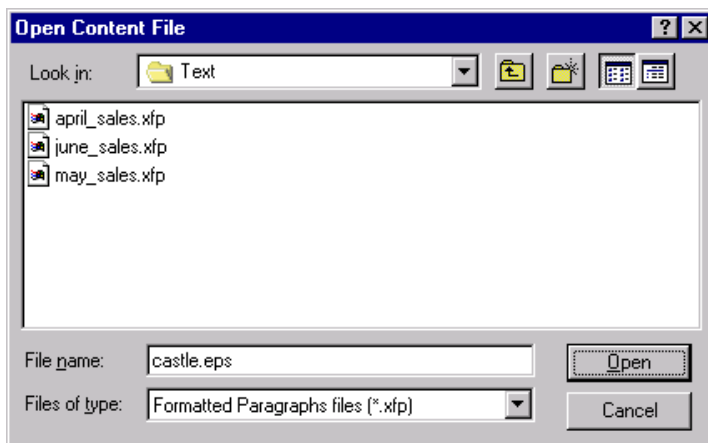 Open Content File
Look in: Text
april_sales.xfp
june_sales.xfp
may_sales.xfp
File name: castle.eps Open
Files of type: Formatted Paragraphs files (*.xfp) Cancel